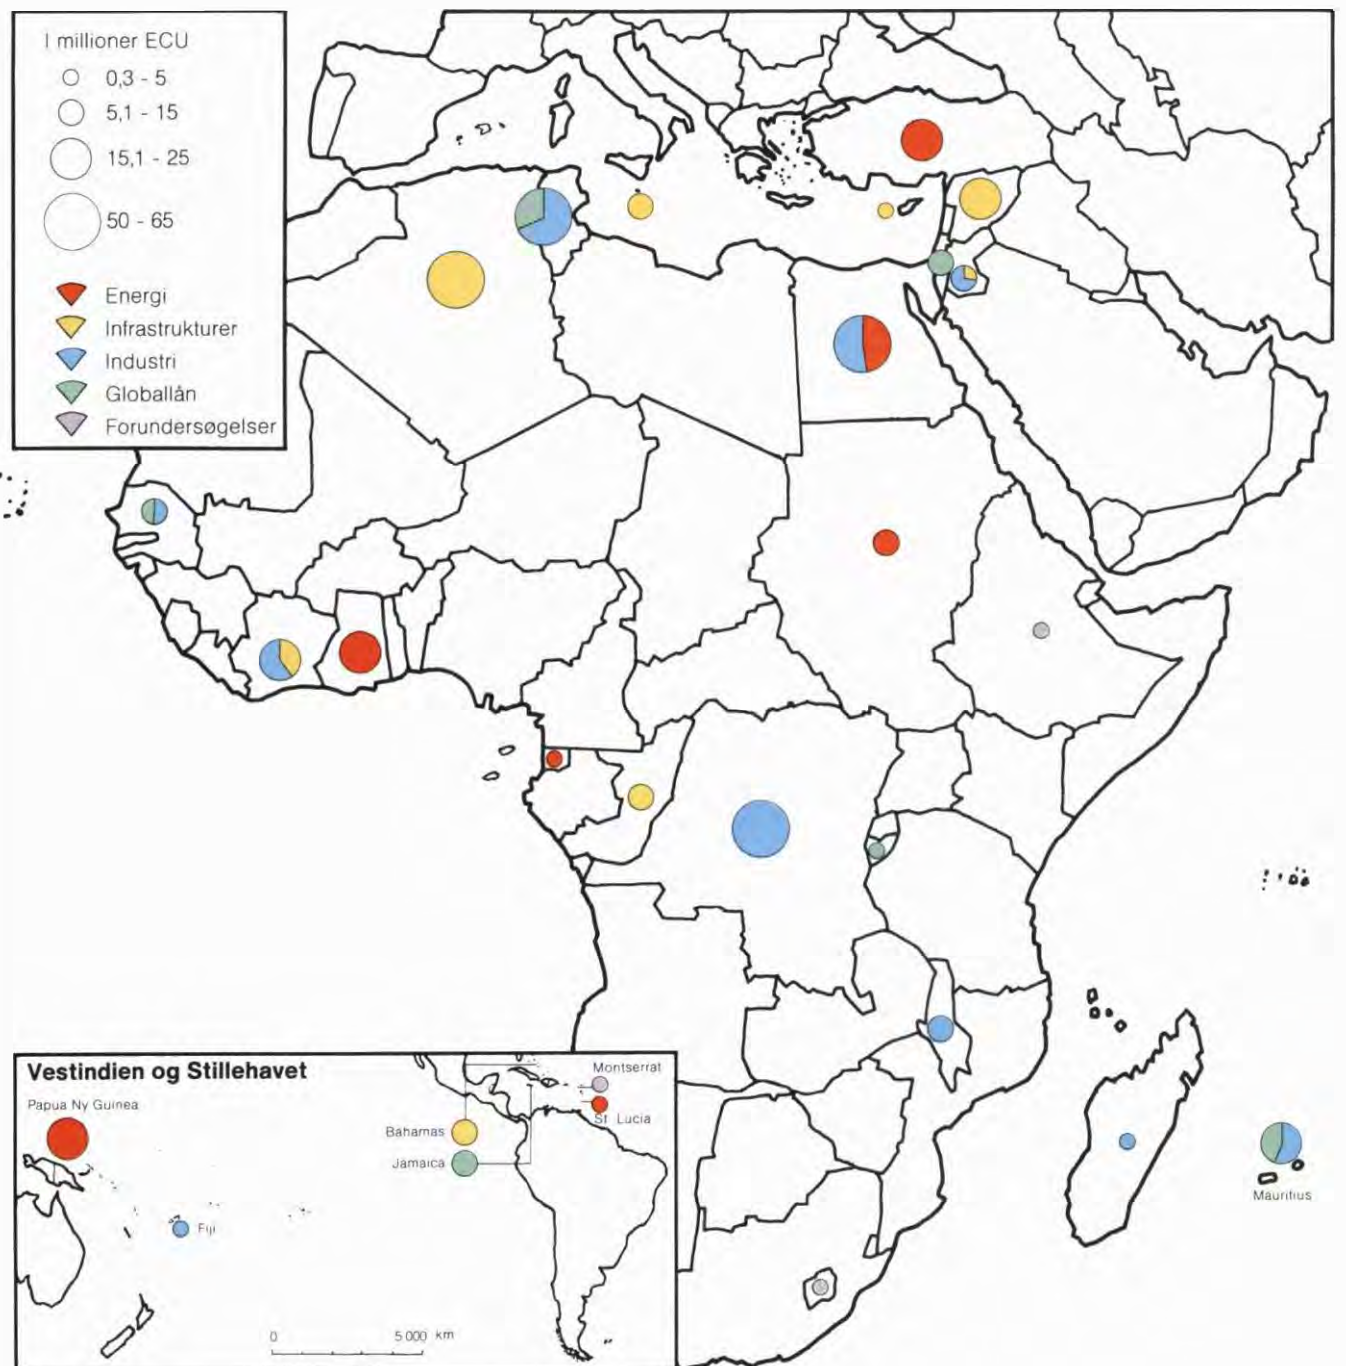 I millioner ECU
0,3 - 5
5,1 - 15
15,1 - 25
50 - 65
Energi
Infrastrukturer
Industri
Globallån
Forundersøgelser
Vestindien og Stillehavet
Papua Ny Guinea
Montserrat
St. Lucia
Bahamas
Jamaica
Fiji
0 5 000 km
Mauritius